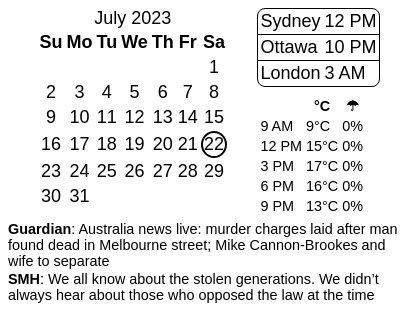 July 2023
Su Mo Tu We Th Fr Sa
1
2 3 4 5 6 7 8
9 10 11 12 13 14 15
16 17 18 19 20 21 22
23 24 25 26 27 28 29
30 31
Sydney 12 PM
Ottawa 10 PM
London 3 AM
°C ☂
9 AM 9°C 0%
12 PM 15°C 0%
3 PM 17°C 0%
6 PM 16°C 0%
9 PM 13°C 0%
Guardian: Australia news live: murder charges laid after man
found dead in Melbourne street; Mike Cannon-Brookes and
wife to separate
SMH: We all know about the stolen generations. We didn’t
always hear about those who opposed the law at the time